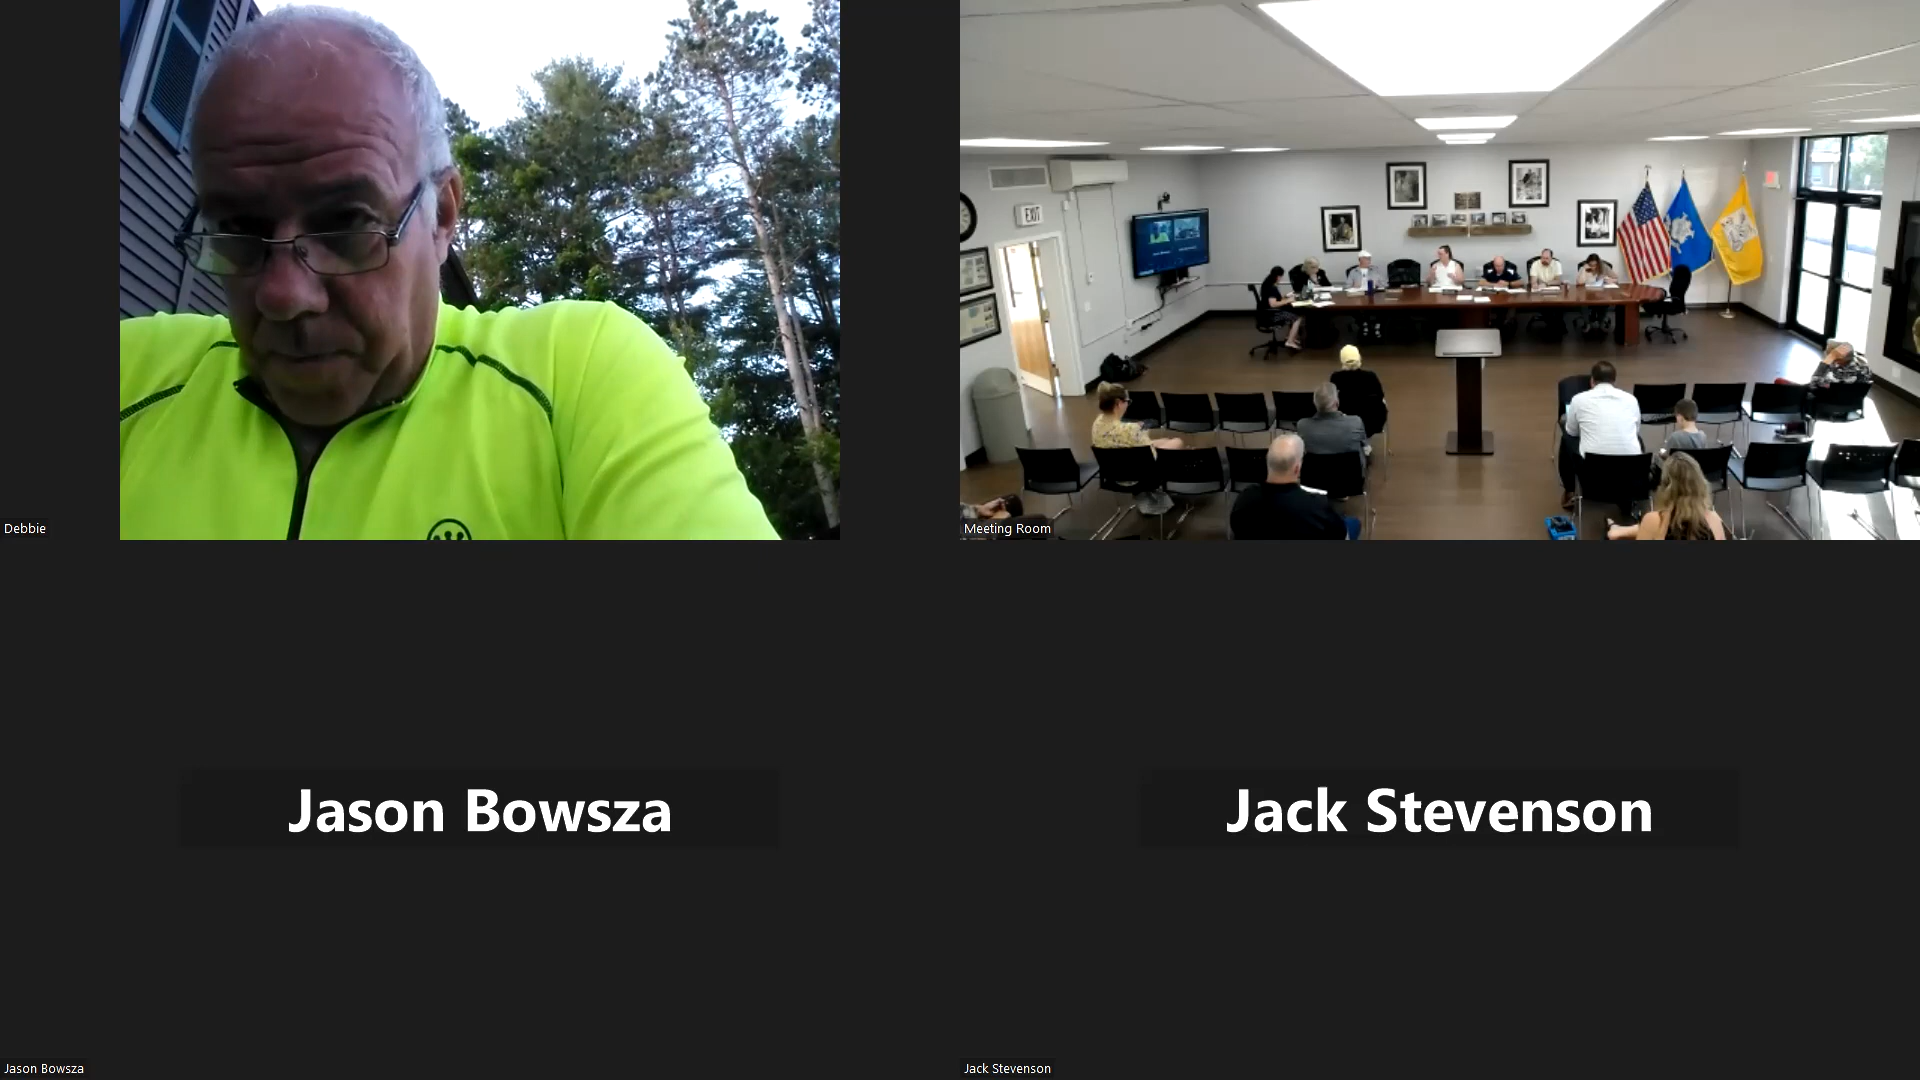 EXIT
Debbie
Meeting Room
Jason Bowsza
Jack Stevenson
Jason Bowsza
Jack Stevenson